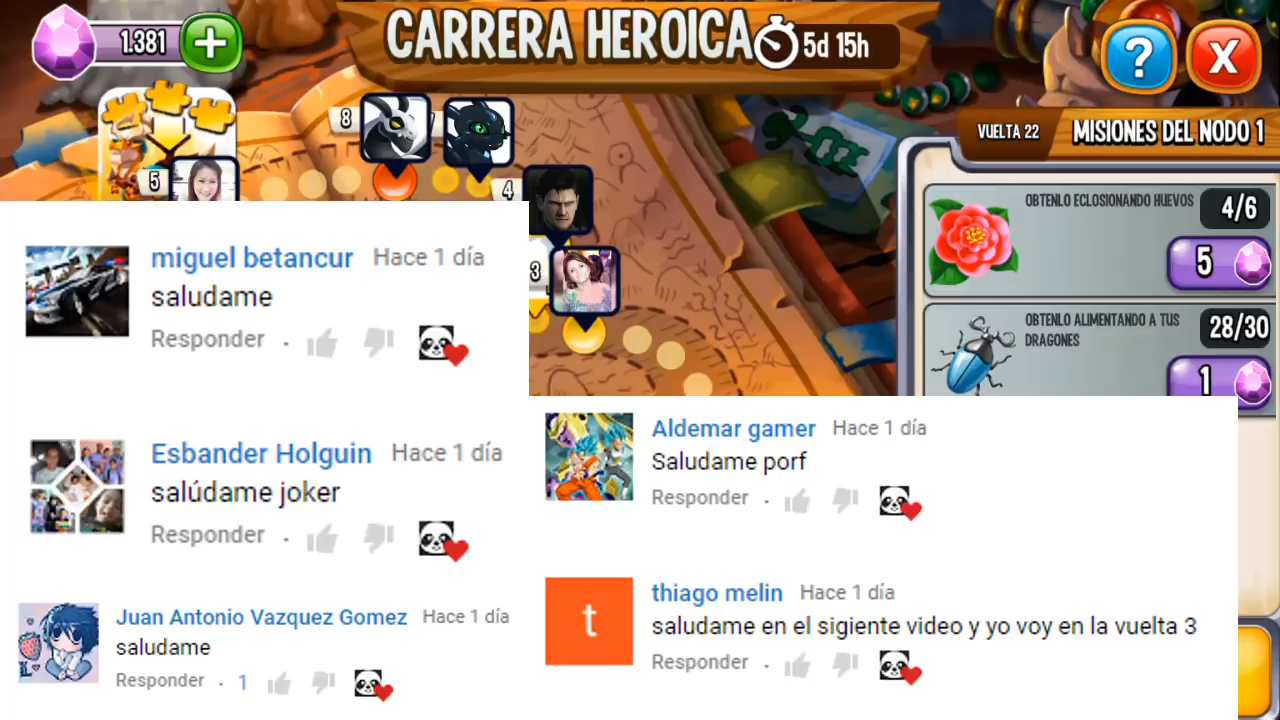 1.381
CARRERA HEROICA
5d 15h
?
X
VUELTA 22
MISIONES DEL NODO 1
8
5
4
3
OBTENLO ECLOSIONANDO HUEVOS
4/6
5
OBTENLO ALIMENTANDO A TUS
DRAGONES
28/30
1
miguel betancur Hace 1 día
saludame
Responder
Esbander Holguin Hace 1 día
salúdame joker
Responder
Juan Antonio Vazquez Gomez Hace 1 día
saludame
Responder 1
Aldemar gamer Hace 1 día
Saludame porf
Responder
t
thiago melin Hace 1 día
saludame en el sigiente video y yo voy en la vuelta 3
Responder